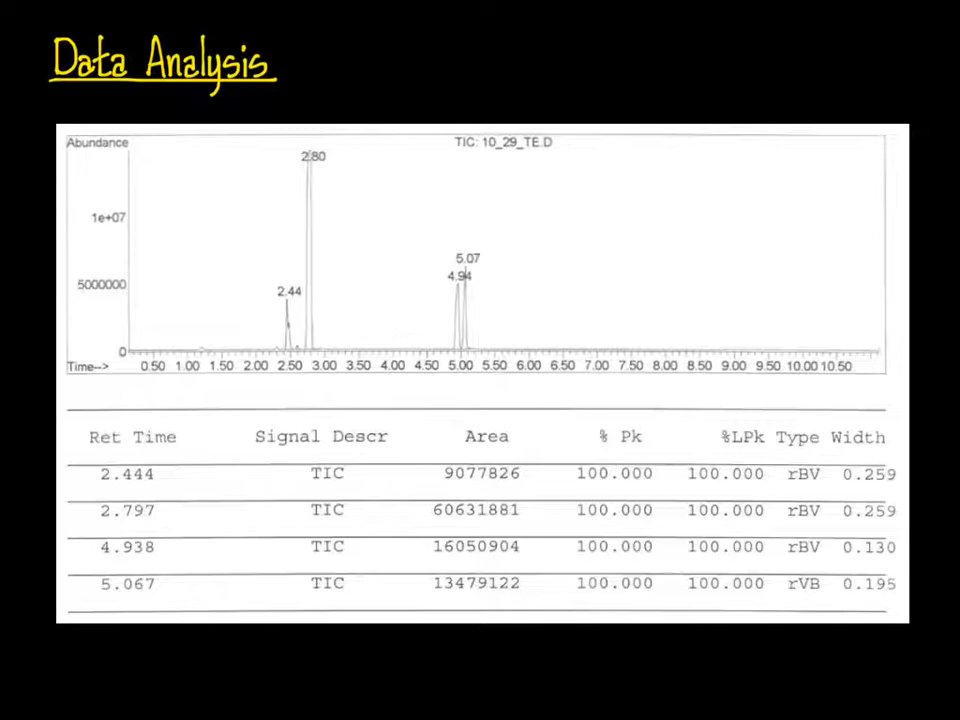 Data Analysis
Abundance
TIC: 10_29_TE.D
2.80
1e+07
5.07
4.94
5000000
2.44
0
Time--> 0.50 1.00 1.50 2.00 2.50 3.00 3.50 4.00 4.50 5.00 5.50 6.00 6.50 7.00 7.50 8.00 8.50 9.00 9.50 10.00 10.50
Ret Time Signal Descr Area % Pk %LPk Type Width
2.444 TIC 9077826 100.000 100.000 rBV 0.259
2.797 TIC 60631881 100.000 100.000 rBV 0.259
4.938 TIC 16050904 100.000 100.000 rBV 0.130
5.067 TIC 13479122 100.000 100.000 rVB 0.195